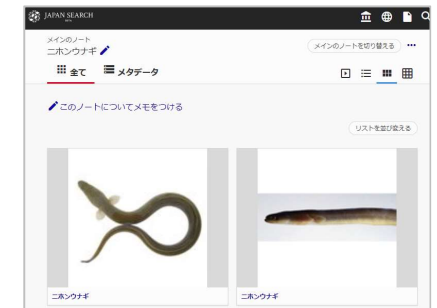 JAPAN SEARCH
BETA
メインのノート
ニホンウナギ
メインのノートを切り替える
全て
メタデータ
このノートについてメモをつける
リストを並び変える
ニホンウナギ
ニホンウナギ